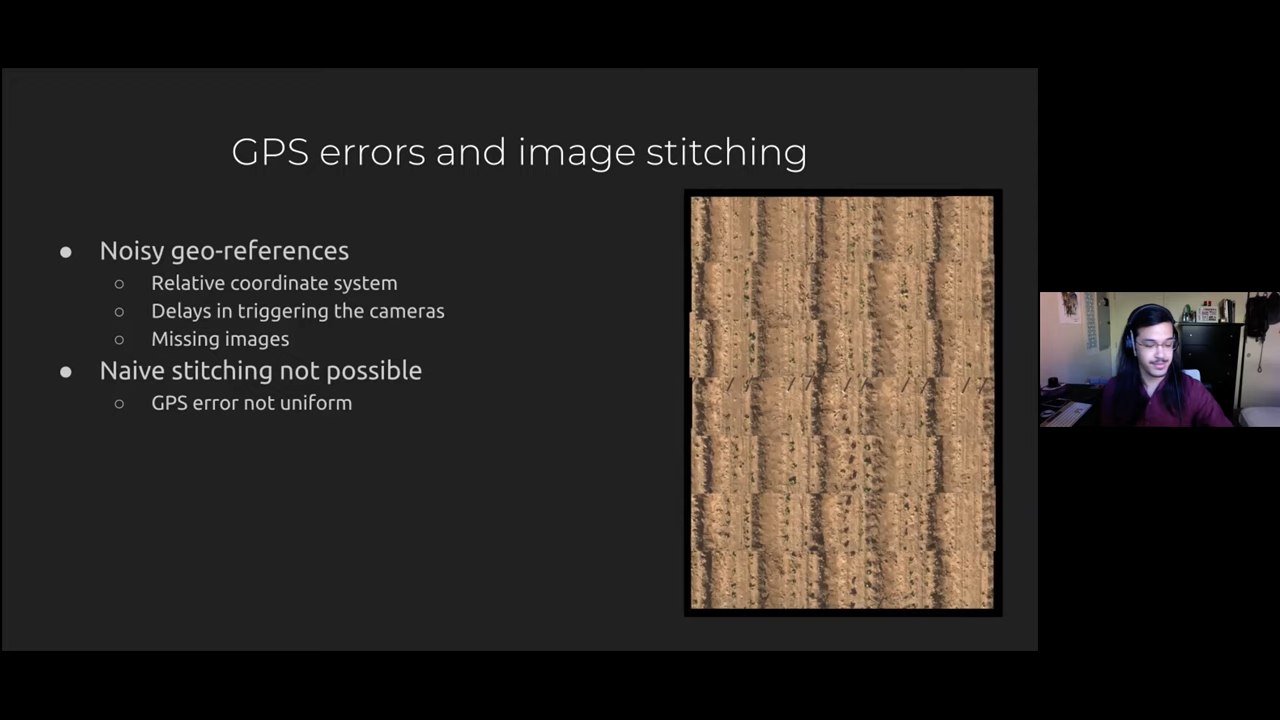 GPS errors and image stitching
● Noisy geo-references
○ Relative coordinate system
○ Delays in triggering the cameras
○ Missing images
● Naive stitching not possible
○ GPS error not uniform